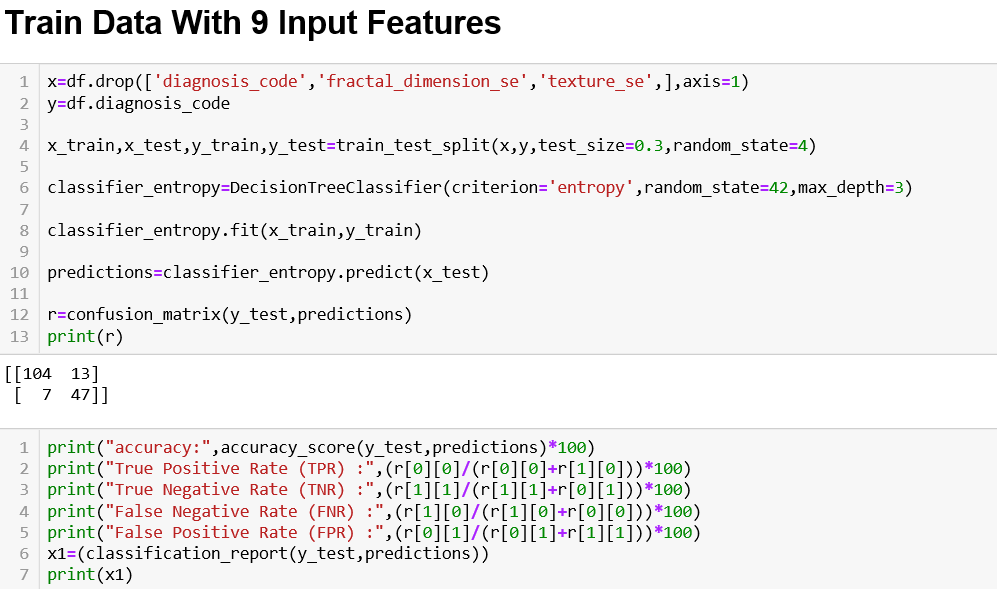 Train Data With 9 Input Features
1 x=df.drop(['diagnosis_code','fractal_dimension_se','texture_se',],axis=1)
2 y=df.diagnosis_code
3
4 x_train,x_test,y_train,y_test=train_test_split(x,y,test_size=0.3,random_state=4)
5
6 classifier_entropy=DecisionTreeClassifier(criterion='entropy',random_state=42,max_depth=3)
7
8 classifier_entropy.fit(x_train,y_train)
9
10 predictions=classifier_entropy.predict(x_test)
11
12 r=confusion_matrix(y_test,predictions)
13 print(r)
[[104  13]
 [  7  47]]
1 print("accuracy:",accuracy_score(y_test,predictions)*100)
2 print("True Positive Rate (TPR) :",(r[0][0]/(r[0][0]+r[1][0]))*100)
3 print("True Negative Rate (TNR) :",(r[1][1]/(r[1][1]+r[0][1]))*100)
4 print("False Negative Rate (FNR) :",(r[1][0]/(r[1][0]+r[0][0]))*100)
5 print("False Positive Rate (FPR) :",(r[0][1]/(r[0][1]+r[1][1]))*100)
6 x1=(classification_report(y_test,predictions))
7 print(x1)